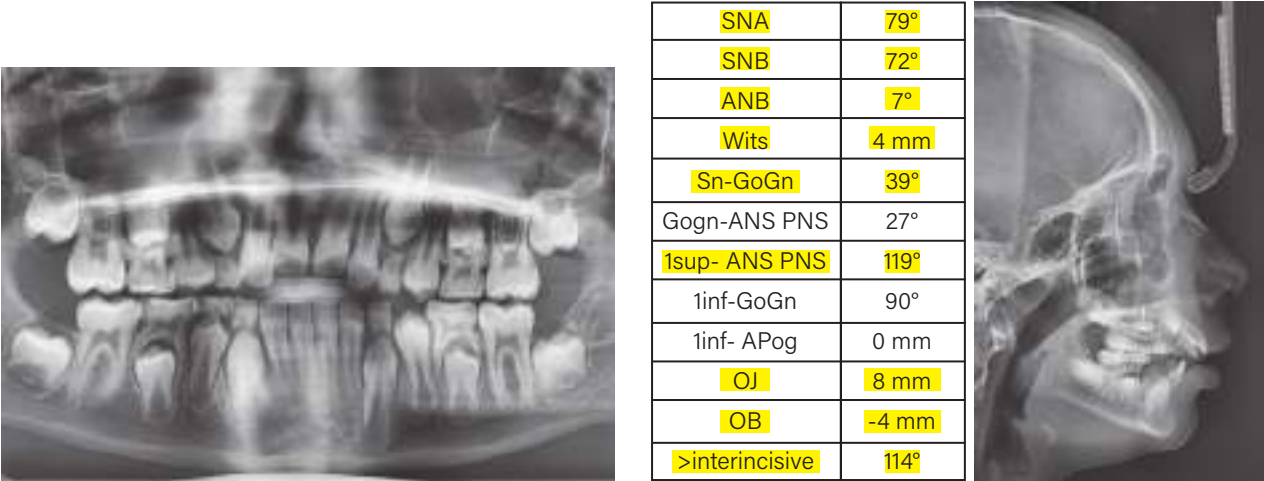 SNA 79°
SNB 72°
ANB 7°
Wits 4 mm
Sn-GoGn 39°
Gogn-ANS PNS 27°
1sup- ANS PNS 119°
1inf-GoGn 90°
1inf- APog 0 mm
OJ 8 mm
OB -4 mm
>interincisive 114°